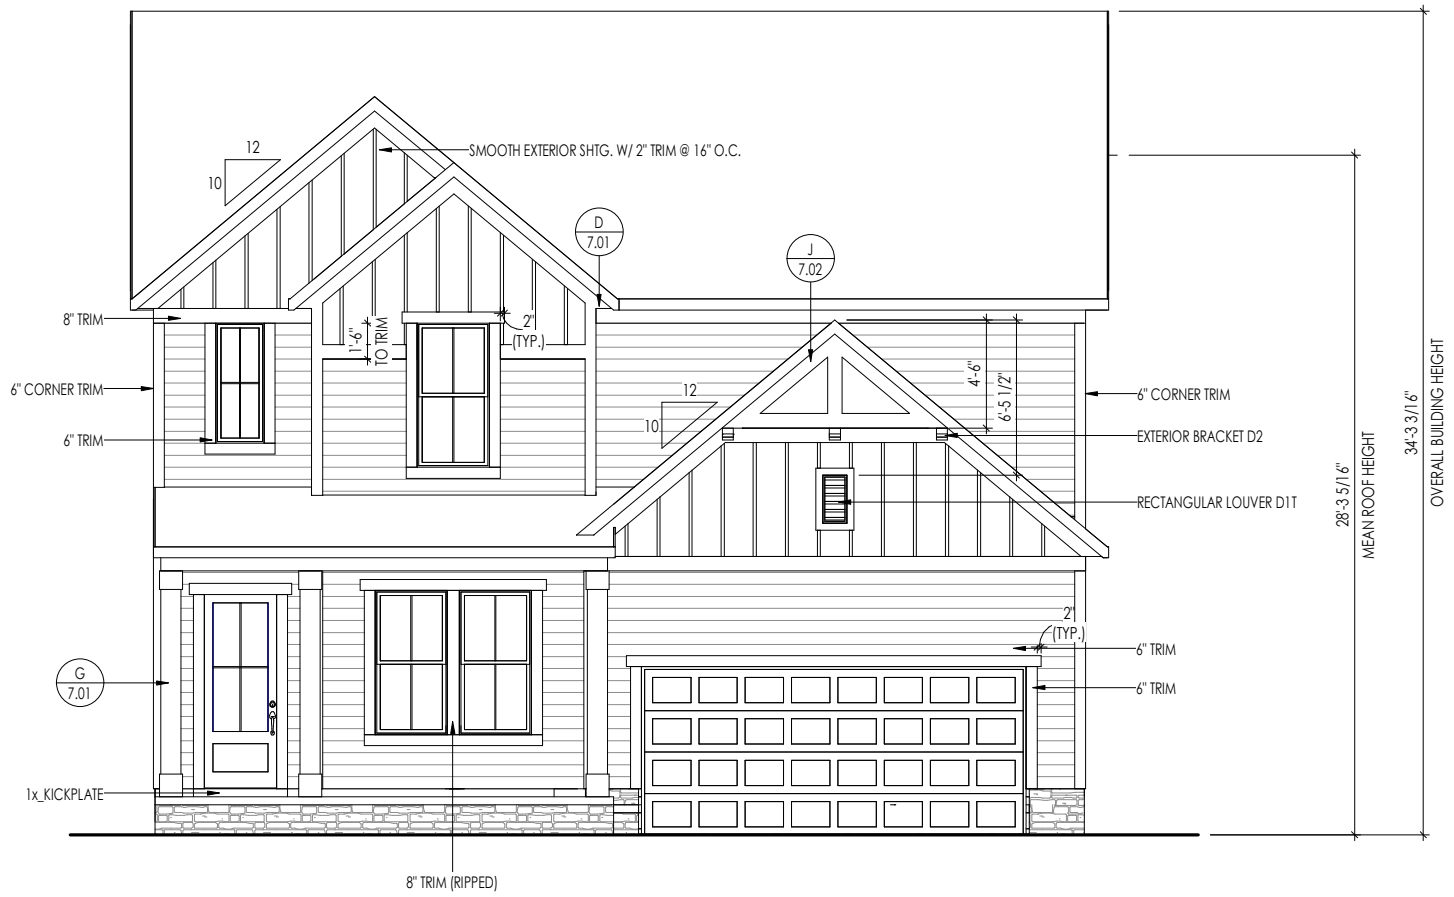 12
10
SMOOTH EXTERIOR SHTG. W/ 2" TRIM @ 16" O.C.
D
7.01
J
7.02
8" TRIM
1'-6"
TO TRIM
2"
(TYP.)
6" CORNER TRIM
6" TRIM
12
10
4'-6"
6'-5 1/2"
6" CORNER TRIM
EXTERIOR BRACKET D2
RECTANGULAR LOUVER D1T
28'-3 5/16"
MEAN ROOF HEIGHT
34'-3 3/16"
OVERALL BUILDING HEIGHT
2"
(TYP.)
6" TRIM
6" TRIM
G
7.01
1x_KICKPLATE
8" TRIM (RIPPED)